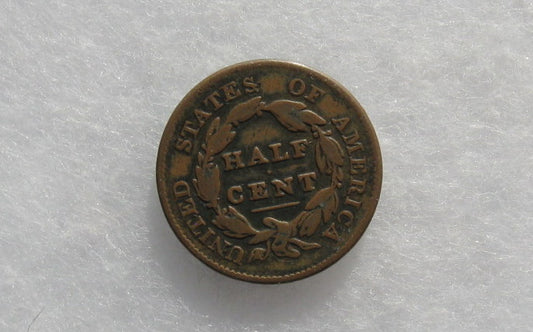 UNITED STATES OF AMERICA
HALF
CENT